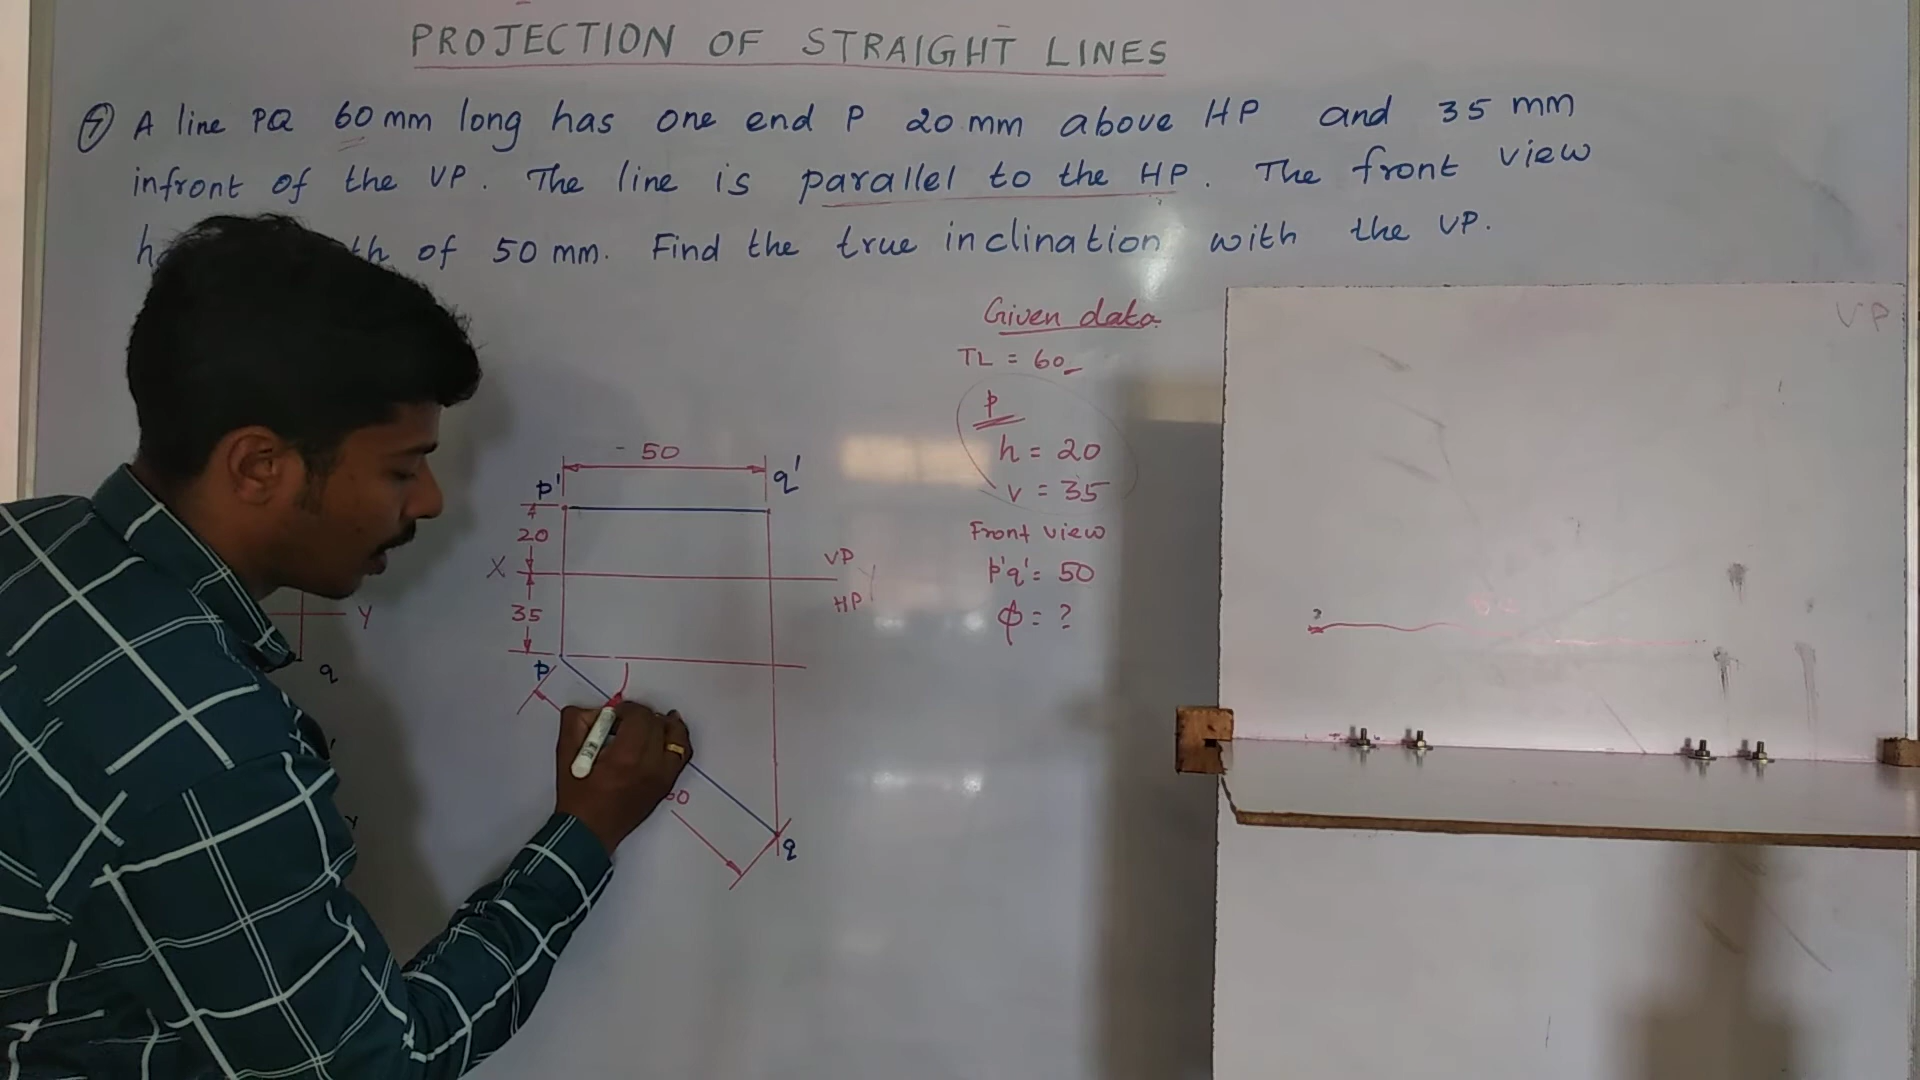 PROJECTION OF STRAIGHT LINES
7 A line PQ 60 mm long has one end P 20 mm above HP and 35 mm
infront of the VP. The line is parallel to the HP. The front view
of 50 mm. Find the true inclination with the VP.
Given data
TL = 60
P
h = 20
v = 35
Front view
p'q' = 50
φ = ?
50
p' q'
20
X VP
HP Y
35
p
q
Y
q
VP